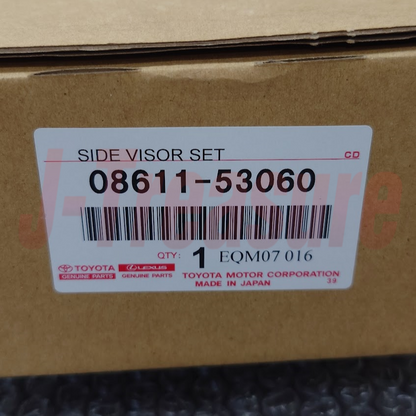 SIDE VISOR SET CD
08611-53060
QTY: 1 EQM07 016
TOYOTA LEXUS
GENUINE PARTS GENUINE PARTS
TOYOTA MOTOR CORPORATION
MADE IN JAPAN 39
J-Treasure